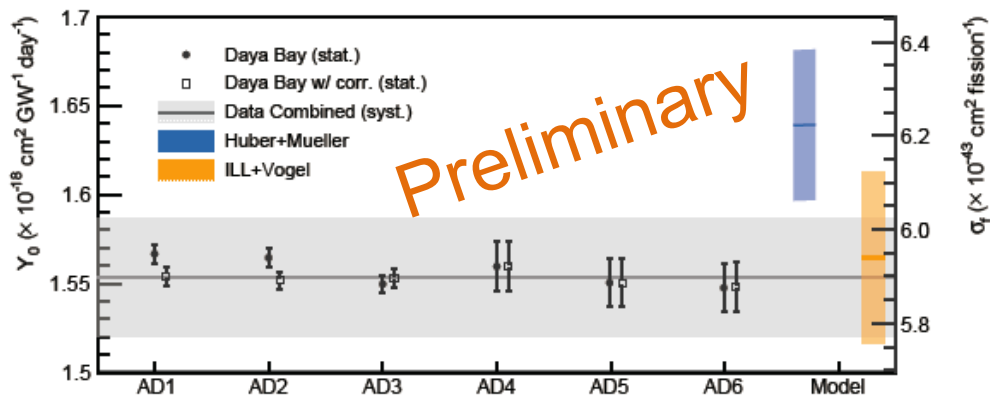 Y₀ (× 10⁻¹⁸ cm² GW⁻¹ day⁻¹)
1.7
1.65
1.6
1.55
1.5
Daya Bay (stat.)
Daya Bay w/ corr. (stat.)
Data Combined (syst.)
Huber+Mueller
ILL+Vogel
Preliminary
AD1 AD2 AD3 AD4 AD5 AD6 Model
6.4
6.2
6.0
5.8
σf (× 10⁻⁴³ cm² fission⁻¹)